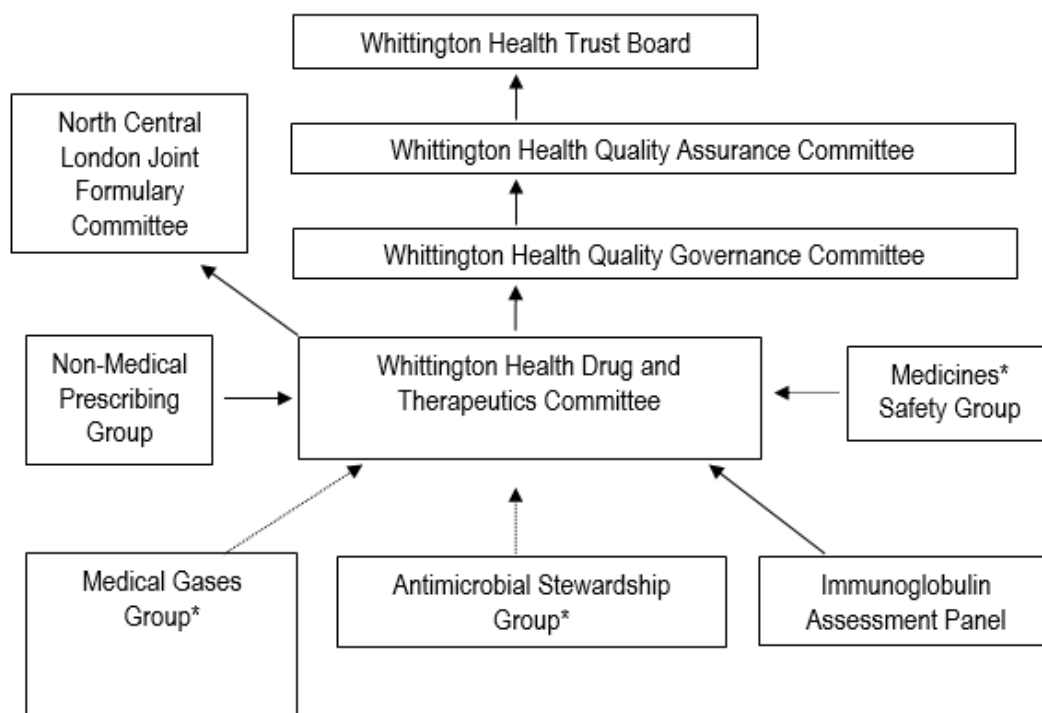 Whittington Health Trust Board
North Central
London Joint
Formulary
Committee
Whittington Health Quality Assurance Committee
Whittington Health Quality Governance Committee
Non-Medical
Prescribing
Group
Whittington Health Drug and
Therapeutics Committee
Medicines*
Safety Group
Medical Gases
Group*
Antimicrobial Stewardship
Group*
Immunoglobulin
Assessment Panel